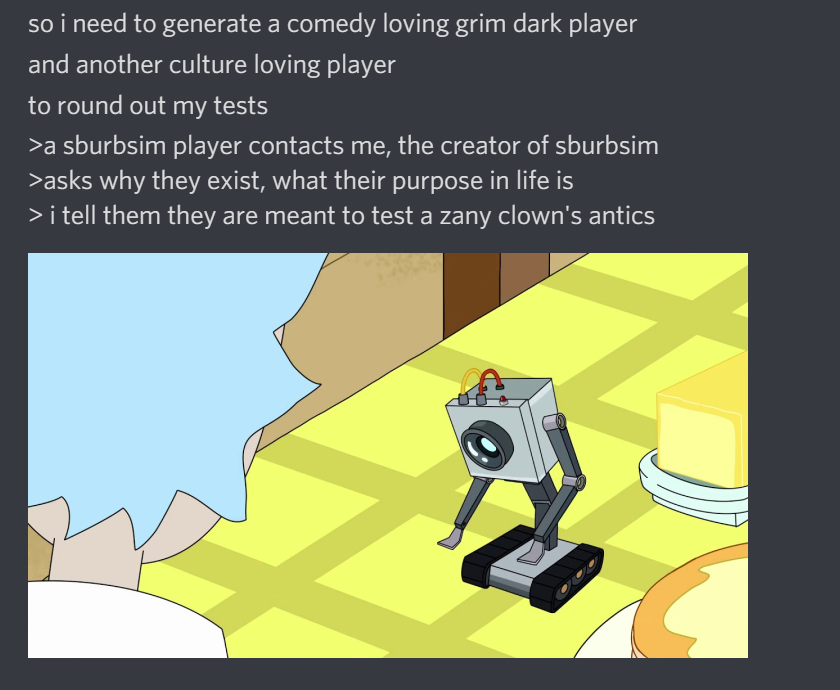 so i need to generate a comedy loving grim dark player
and another culture loving player
to round out my tests
>a sburbsim player contacts me, the creator of sburbsim
>asks why they exist, what their purpose in life is
> i tell them they are meant to test a zany clown's antics